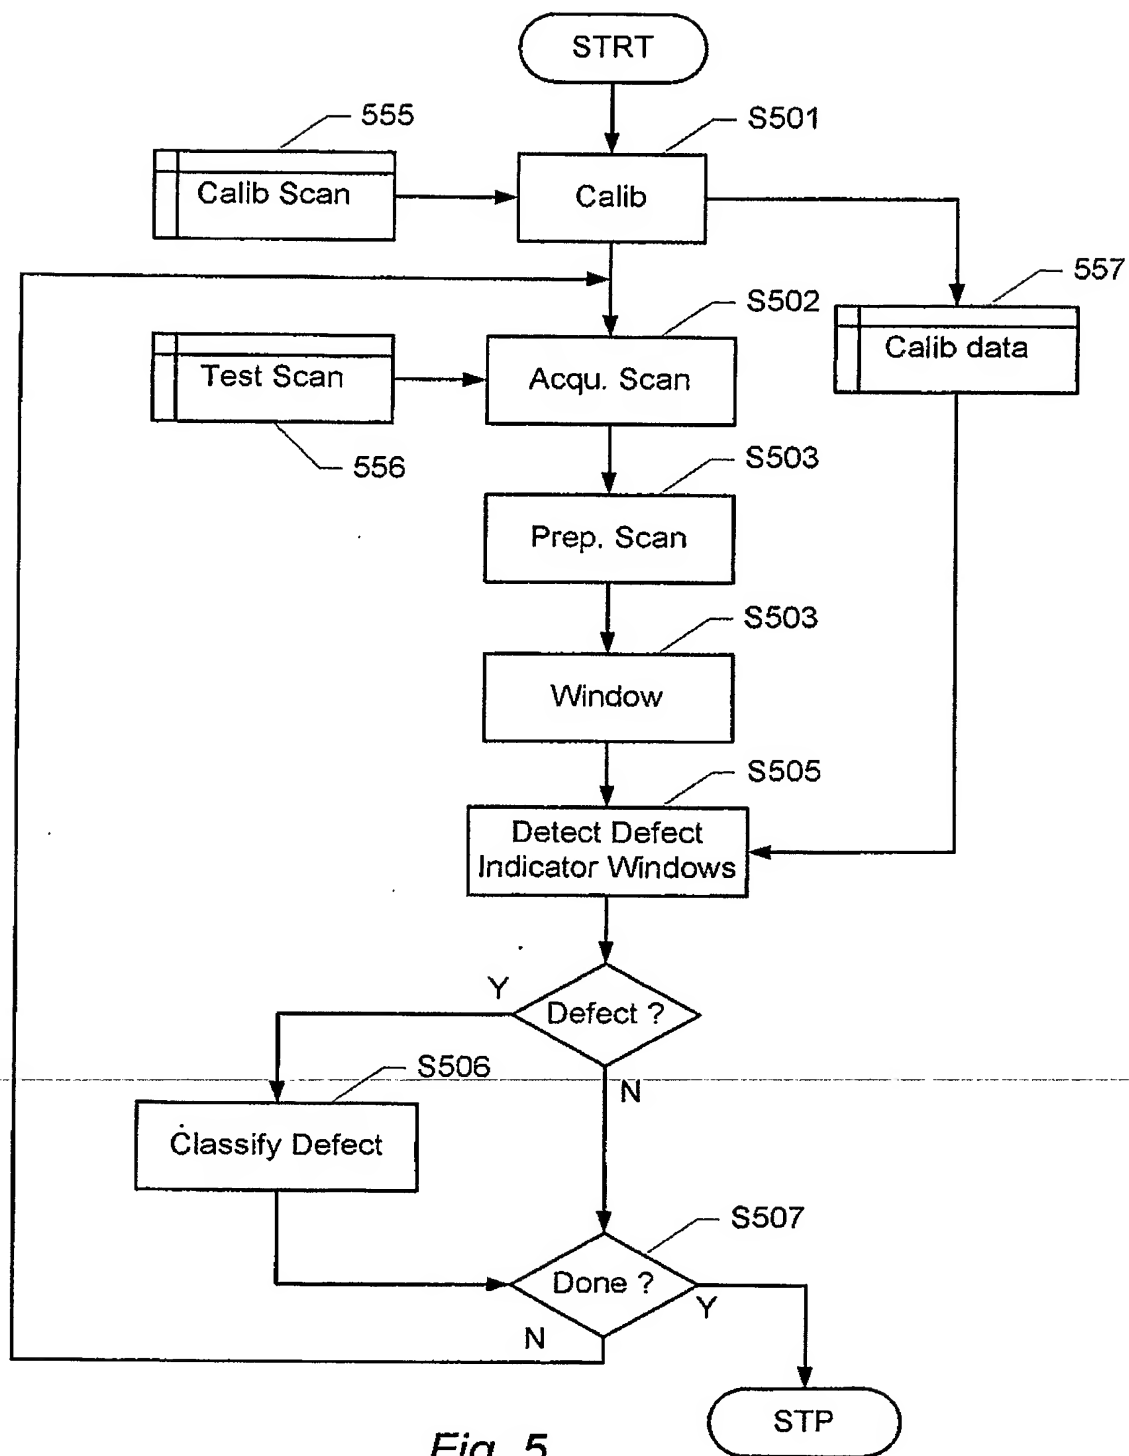 STRT
555
S501
Calib Scan
Calib
557
S502
Calib data
Test Scan
Acqu. Scan
556
S503
Prep. Scan
S503
Window
S505
Detect Defect
Indicator Windows
Y
Defect ?
S506
N
Classify Defect
S507
Done ?
Y
N
STP
Fig. 5